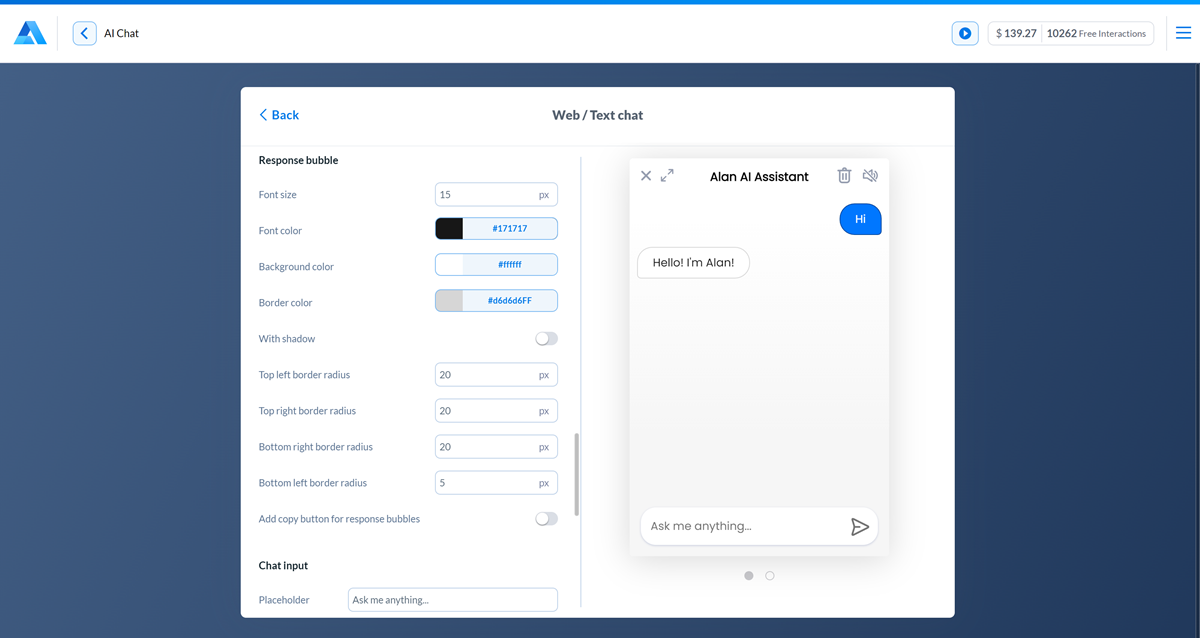 AI Chat
$ 139.27 10262 Free Interactions
Back
Web / Text chat
Response bubble
Font size 15 px
Font color #171717
Background color #ffffff
Border color #d6d6d6FF
With shadow
Top left border radius 20 px
Top right border radius 20 px
Bottom right border radius 20 px
Bottom left border radius 5 px
Add copy button for response bubbles
Chat input
Placeholder Ask me anything...
Alan AI Assistant
Hi
Hello! I'm Alan!
Ask me anything...